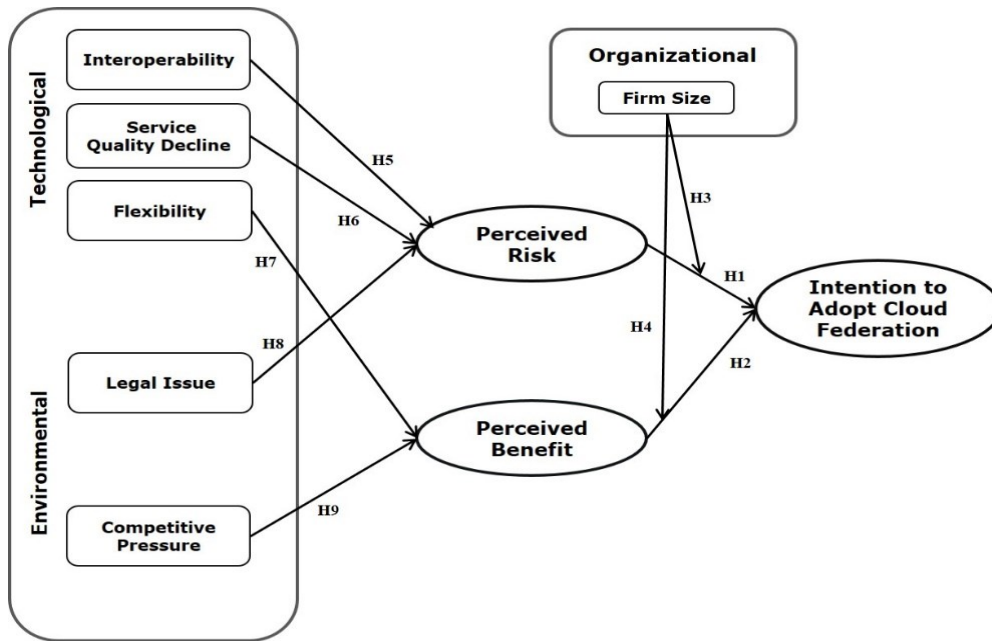 Technological
Interoperability
Service
Quality Decline
Flexibility
Environmental
Legal Issue
Competitive
Pressure
H5
H6
H7
H8
H9
Perceived
Risk
Perceived
Benefit
Organizational
Firm Size
H3
H4
H1
H2
Intention to
Adopt Cloud
Federation